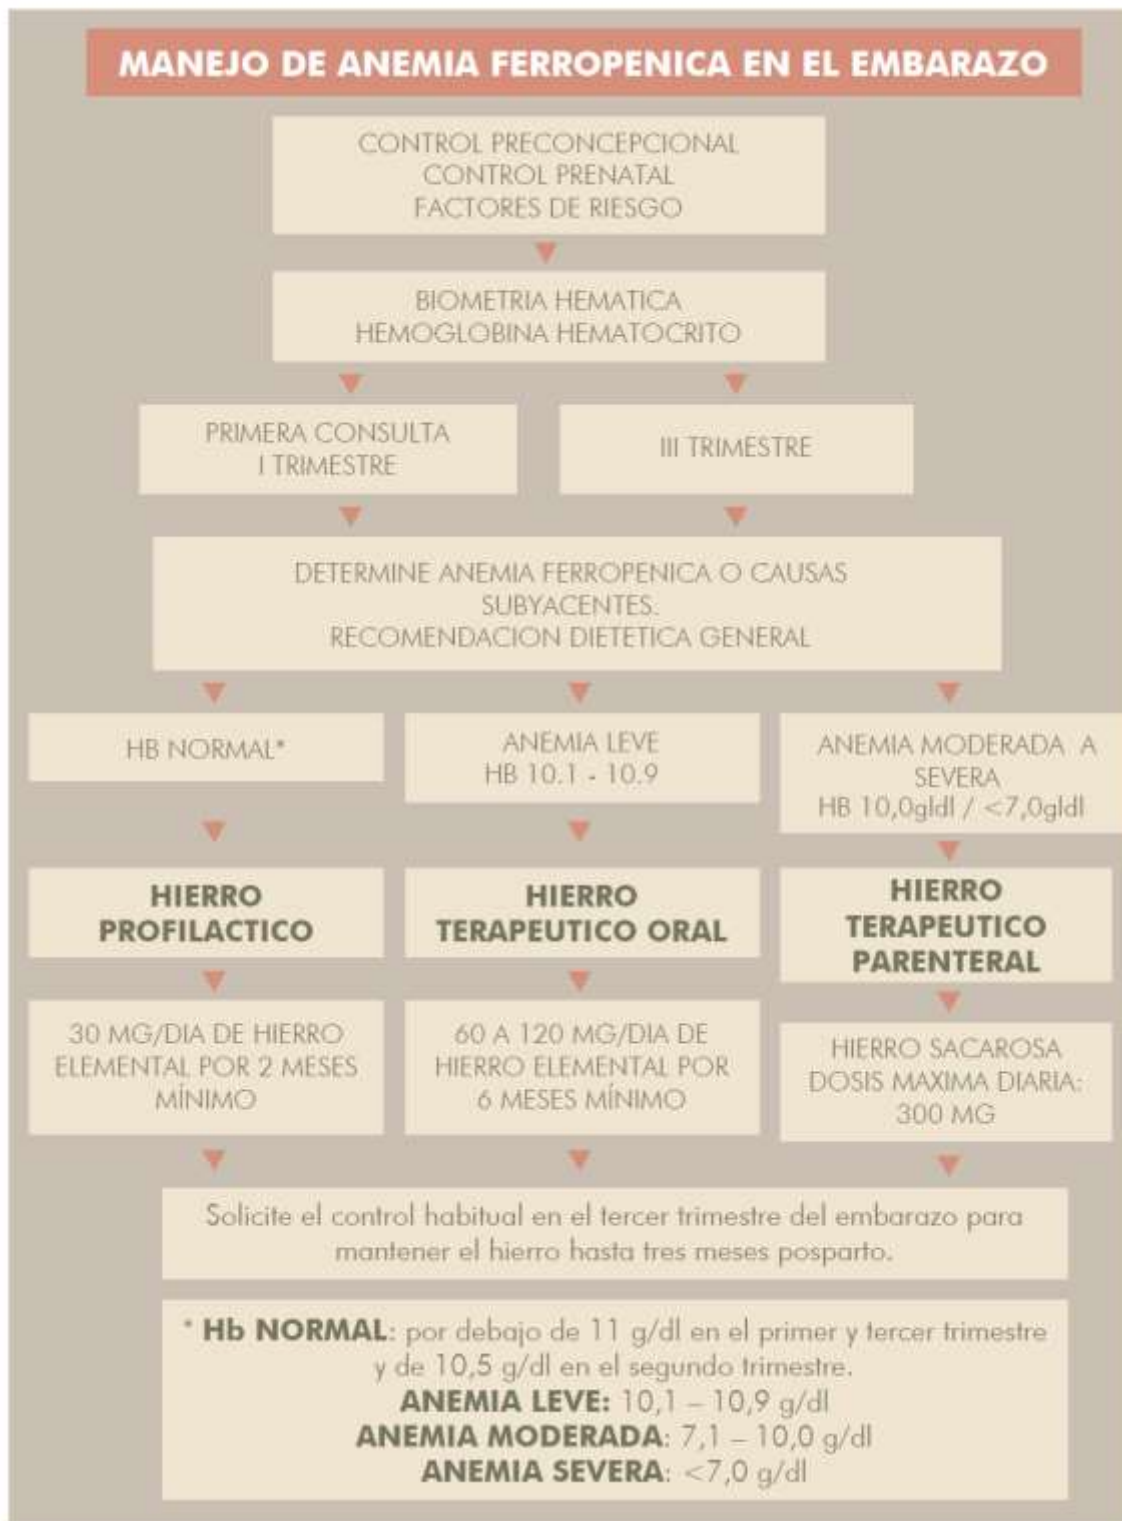 MANEJO DE ANEMIA FERROPENICA EN EL EMBARAZO
CONTROL PRECONCEPCIONAL
CONTROL PRENATAL
FACTORES DE RIESGO
BIOMETRIA HEMATICA
HEMOGLOBINA HEMATOCRITO
PRIMERA CONSULTA
I TRIMESTRE
III TRIMESTRE
DETERMINE ANEMIA FERROPENICA O CAUSAS
SUBYACENTES.
RECOMENDACION DIETETICA GENERAL
HB NORMAL*
ANEMIA LEVE
HB 10.1 - 10.9
ANEMIA MODERADA A
SEVERA
HB 10,0gldl / <7,0gldl
HIERRO
PROFILACTICO
HIERRO
TERAPEUTICO ORAL
HIERRO
TERAPEUTICO
PARENTERAL
30 MG/DIA DE HIERRO
ELEMENTAL POR 2 MESES
MÍNIMO
60 A 120 MG/DIA DE
HIERRO ELEMENTAL POR
6 MESES MÍNIMO
HIERRO SACAROSA
DOSIS MAXIMA DIARIA:
300 MG
Solicite el control habitual en el tercer trimestre del embarazo para
mantener el hierro hasta tres meses posparto.
* Hb NORMAL: por debajo de 11 g/dl en el primer y tercer trimestre
y de 10,5 g/dl en el segundo trimestre.
ANEMIA LEVE: 10,1 – 10,9 g/dl
ANEMIA MODERADA: 7,1 – 10,0 g/dl
ANEMIA SEVERA: <7,0 g/dl